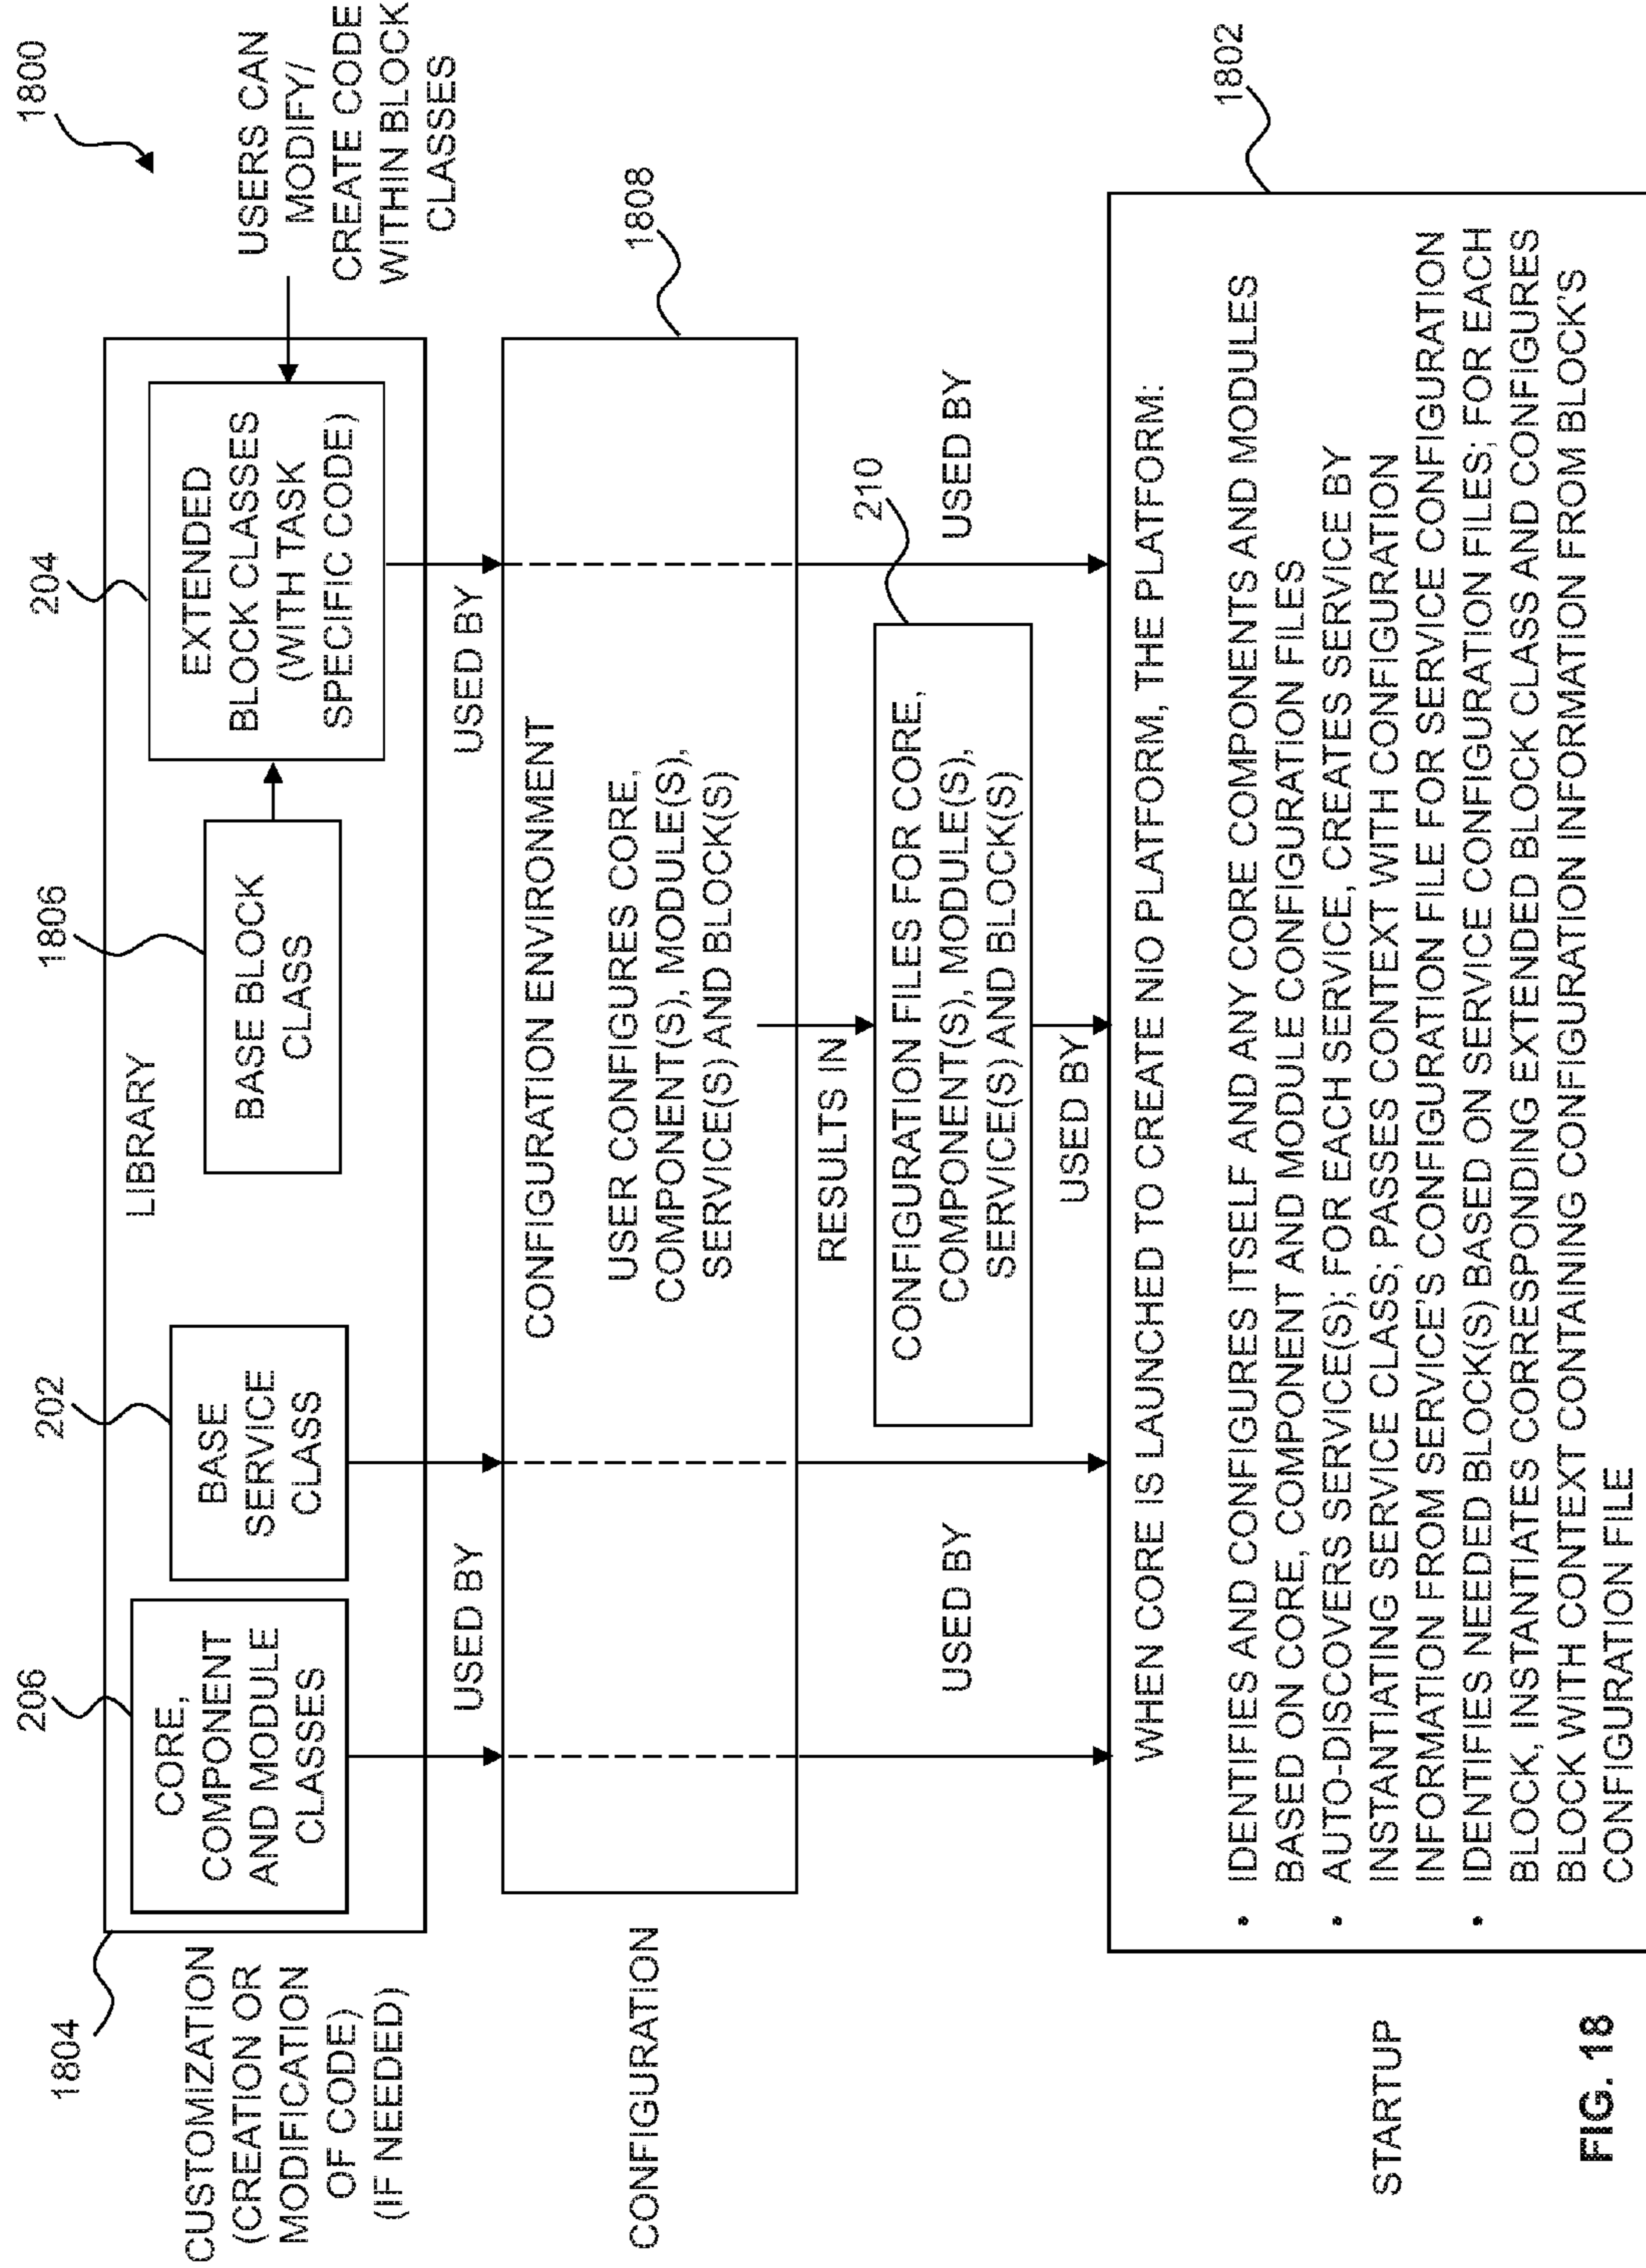 1800
1804
206
202
1806
204
LIBRARY
CORE,
COMPONENT
AND MODULE
CLASSES
BASE
SERVICE
CLASS
BASE BLOCK
CLASS
EXTENDED
BLOCK CLASSES
(WITH TASK
SPECIFIC CODE)
USERS CAN
MODIFY/
CREATE CODE
WITHIN BLOCK
CLASSES
CUSTOMIZATION
(CREATION OR
MODIFICATION
OF CODE)
(IF NEEDED)
USED BY
USED BY
1808
CONFIGURATION
CONFIGURATION ENVIRONMENT
USER CONFIGURES CORE,
COMPONENT(S), MODULE(S),
SERVICE(S) AND BLOCK(S)
RESULTS IN
210
CONFIGURATION FILES FOR CORE,
COMPONENT(S), MODULE(S),
SERVICE(S) AND BLOCK(S)
USED BY
USED BY
USED BY
1802
STARTUP
WHEN CORE IS LAUNCHED TO CREATE NIO PLATFORM, THE PLATFORM:
• IDENTIFIES AND CONFIGURES ITSELF AND ANY CORE COMPONENTS AND MODULES
BASED ON CORE, COMPONENT AND MODULE CONFIGURATION FILES
• AUTO-DISCOVERS SERVICE(S); FOR EACH SERVICE, CREATES SERVICE BY
INSTANTIATING SERVICE CLASS; PASSES CONTEXT WITH CONFIGURATION
INFORMATION FROM SERVICE'S CONFIGURATION FILE FOR SERVICE CONFIGURATION
• IDENTIFIES NEEDED BLOCK(S) BASED ON SERVICE CONFIGURATION FILES; FOR EACH
BLOCK, INSTANTIATES CORRESPONDING EXTENDED BLOCK CLASS AND CONFIGURES
BLOCK WITH CONTEXT CONTAINING CONFIGURATION INFORMATION FROM BLOCK'S
CONFIGURATION FILE
FIG. 18